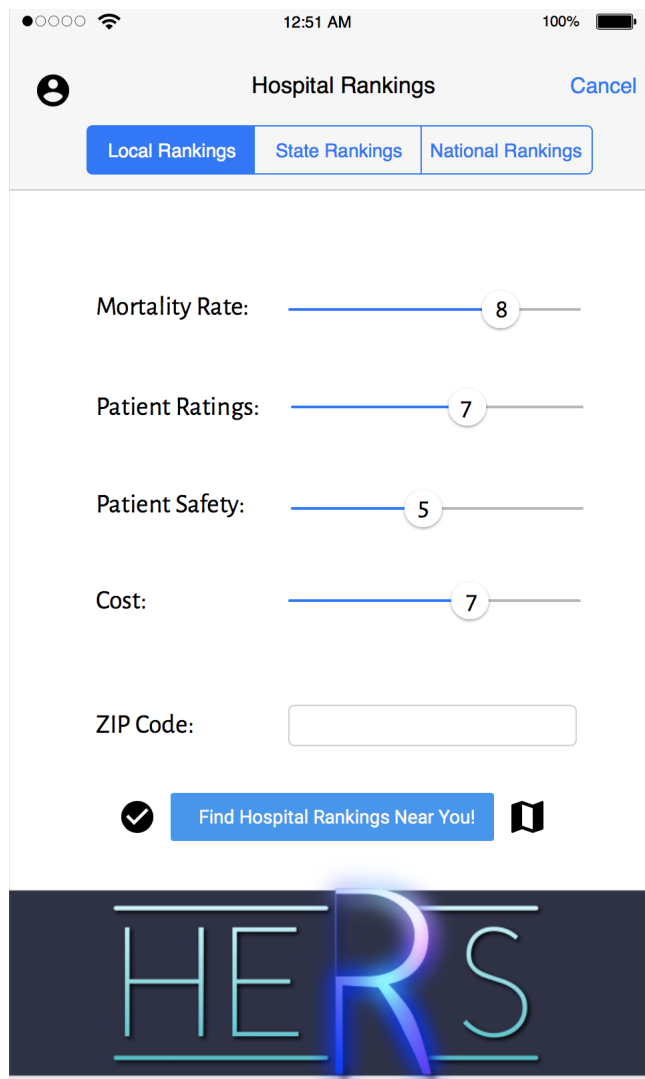 12:51 AM 100%
Hospital Rankings Cancel
Local Rankings State Rankings National Rankings
Mortality Rate: 8
Patient Ratings: 7
Patient Safety: 5
Cost: 7
ZIP Code:
Find Hospital Rankings Near You!
HERS